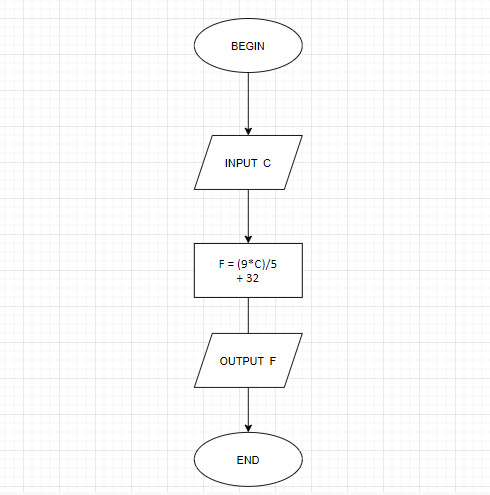 BEGIN
INPUT C
F = (9*C)/5
+ 32
OUTPUT F
END